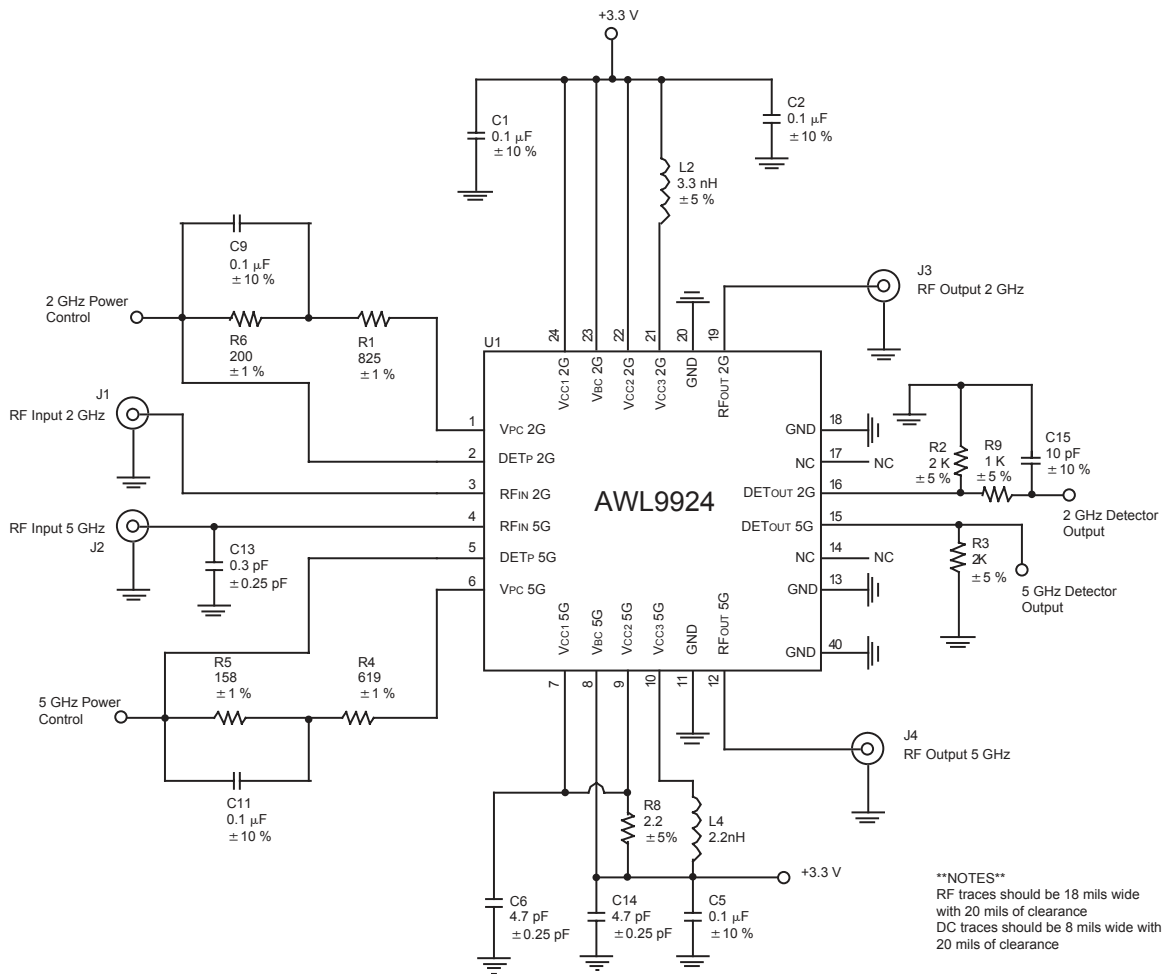 +3.3 V
C1
0.1 µF
±10 %
C2
0.1 µF
±10 %
L2
3.3 nH
±5 %
C9
0.1 µF
±10 %
2 GHz Power
Control
R6
200
±1 %
R1
825
±1 %
J3
RF Output 2 GHz
U1
24
23
22
21
20
19
VCC1 2G
VBC 2G
VCC2 2G
VCC3 2G
GND
RFOUT 2G
J1
RF Input 2 GHz
RF Input 5 GHz
J2
C13
0.3 pF
±0.25 pF
1
2
3
4
5
6
VPC 2G
DETP 2G
RFIN 2G
RFIN 5G
DETP 5G
VPC 5G
AWL9924
GND
NC
DETOUT 2G
DETOUT 5G
NC
GND
GND
18
17
16
15
14
13
40
NC
NC
R2
2 K
±5 %
R9
1 K
±5 %
C15
10 pF
±10 %
2 GHz Detector
Output
R3
2K
±5 %
5 GHz Detector
Output
VCC1 5G
VBC 5G
VCC2 5G
VCC3 5G
GND
RFOUT 5G
7
8
9
10
11
12
R5
158
±1 %
R4
619
±1 %
5 GHz Power
Control
C11
0.1 µF
±10 %
J4
RF Output 5 GHz
R8
2.2
±5%
L4
2.2nH
+3.3 V
C6
4.7 pF
±0.25 pF
C14
4.7 pF
±0.25 pF
C5
0.1 µF
±10 %
**NOTES**
RF traces should be 18 mils wide
with 20 mils of clearance
DC traces should be 8 mils wide with
20 mils of clearance